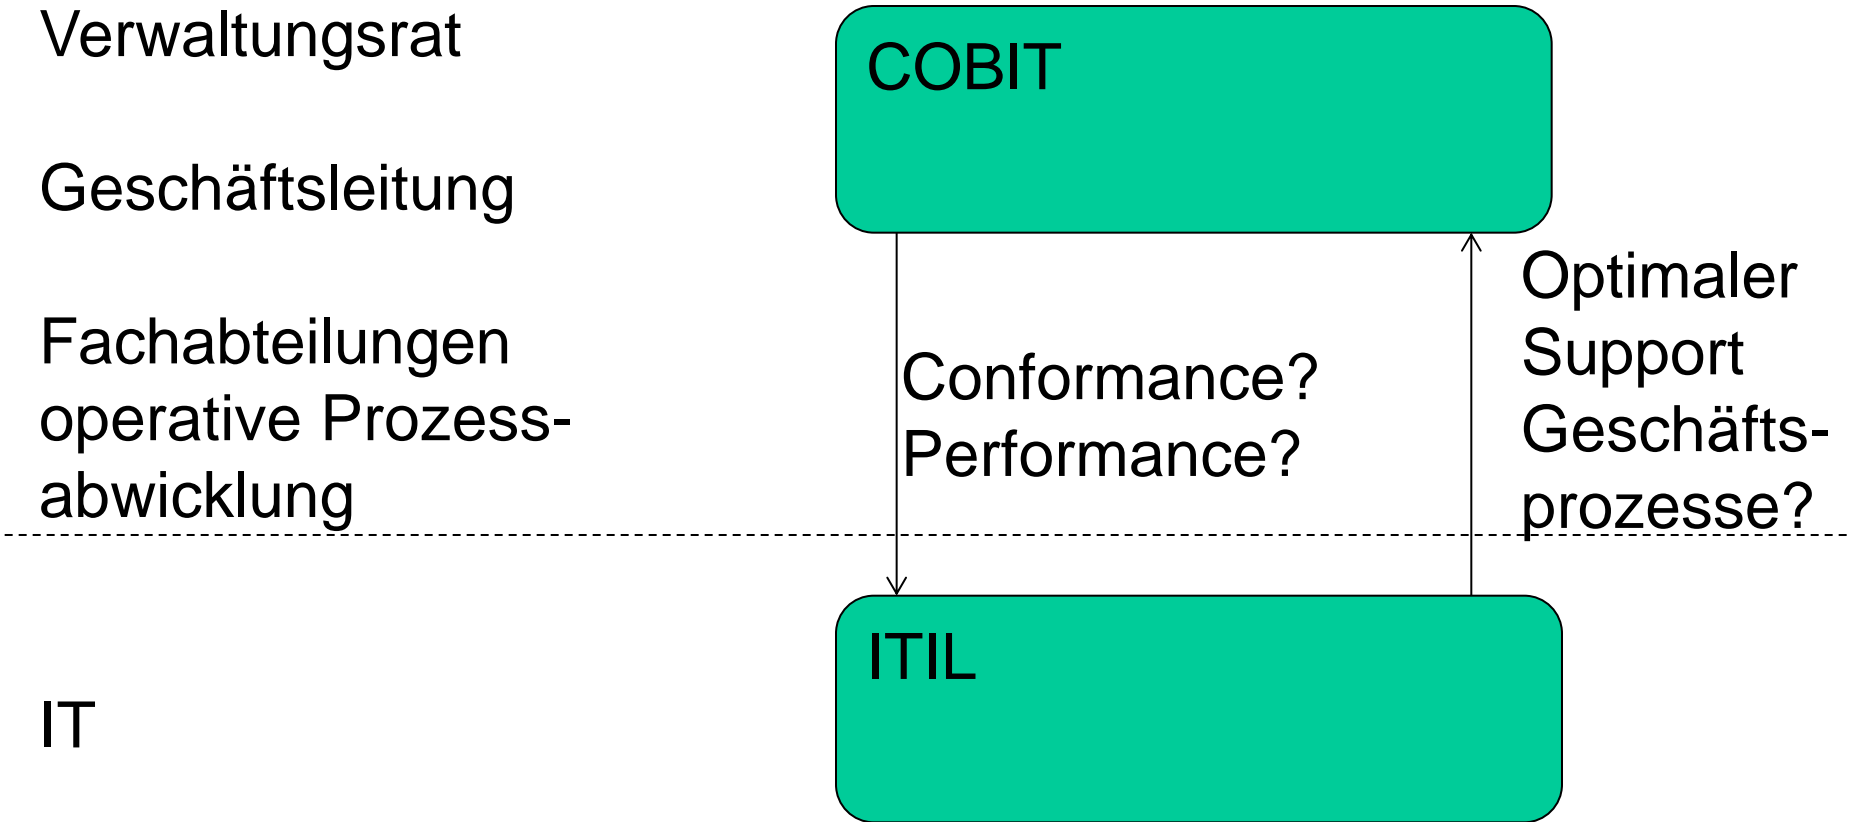 Verwaltungsrat
Geschäftsleitung
Fachabteilungen
operative Prozess-
abwicklung
IT
COBIT
Conformance?
Performance?
Optimaler
Support
Geschäfts-
prozesse?
ITIL